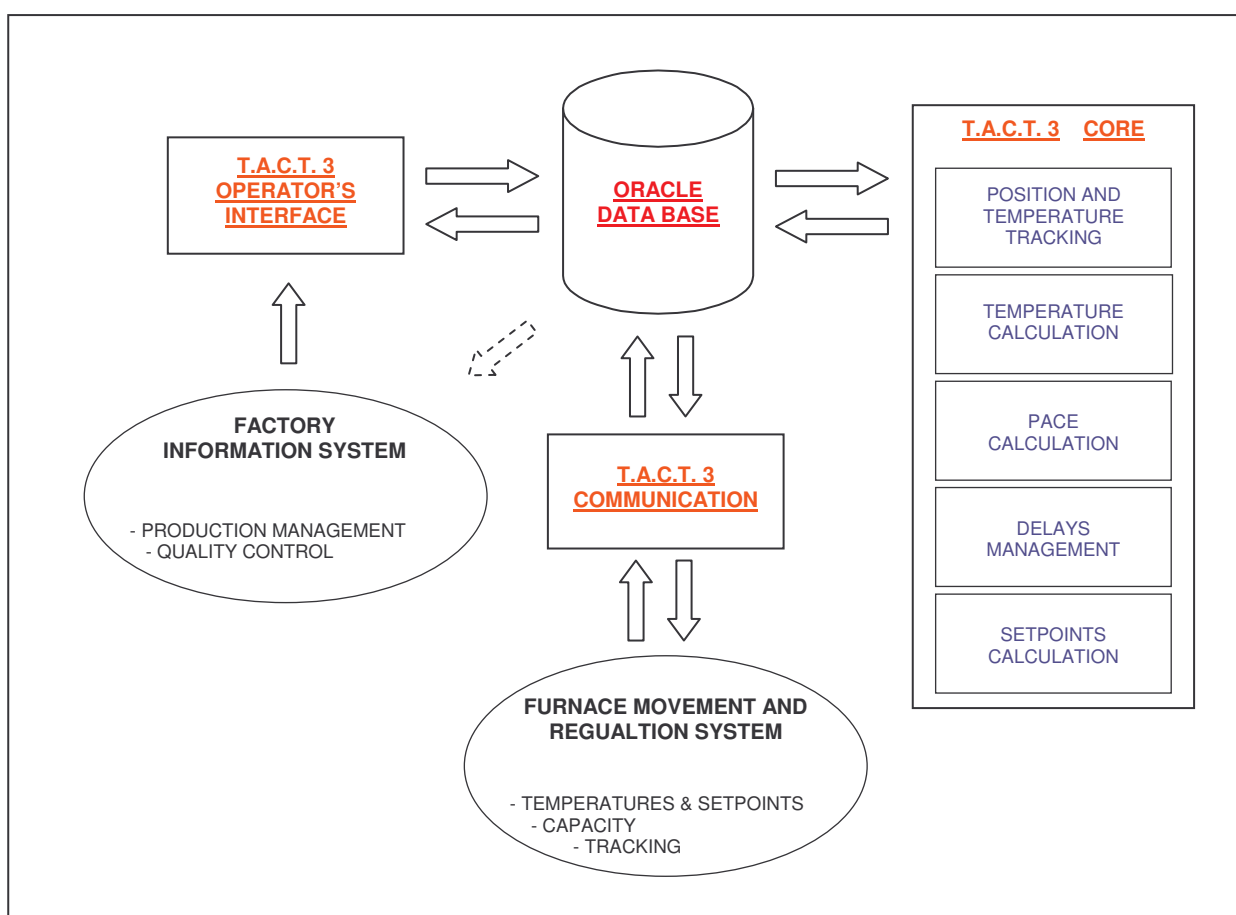 T.A.C.T. 3
OPERATOR'S
INTERFACE
ORACLE
DATA BASE
T.A.C.T. 3 CORE
POSITION AND
TEMPERATURE
TRACKING
TEMPERATURE
CALCULATION
PACE
CALCULATION
DELAYS
MANAGEMENT
SETPOINTS
CALCULATION
FACTORY
INFORMATION SYSTEM
- PRODUCTION MANAGEMENT
- QUALITY CONTROL
T.A.C.T. 3
COMMUNICATION
FURNACE MOVEMENT AND
REGUALTION SYSTEM
- TEMPERATURES & SETPOINTS
- CAPACITY
- TRACKING